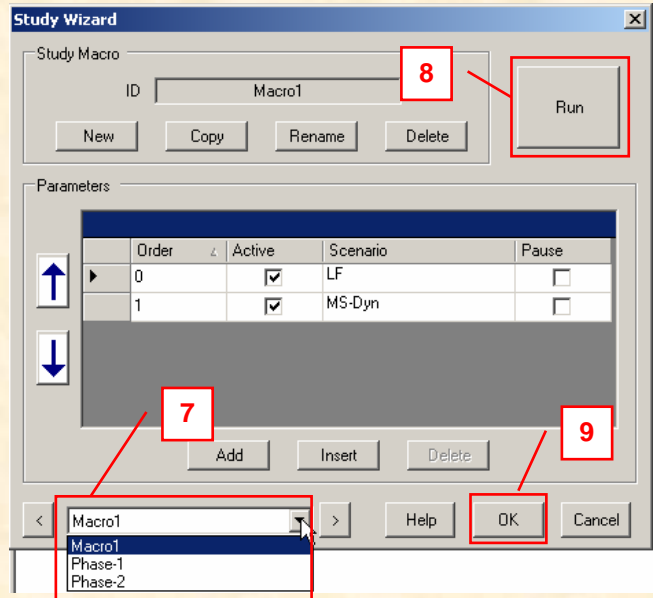 Study Wizard
Study Macro
8
ID Macro1
Run
New Copy Rename Delete
Parameters
Order Active Scenario Pause
0 LF
1 MS-Dyn
7
9
Add Insert Delete
< Macro1 > Help OK Cancel
Macro1
Phase-1
Phase-2